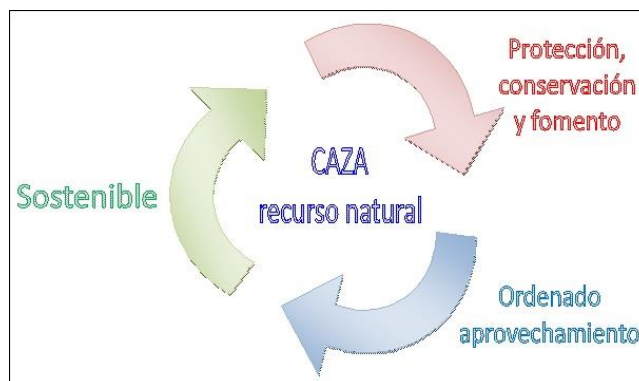 Protección,
conservación
y fomento
CAZA
recurso natural
Sostenible
Ordenado
aprovechamiento